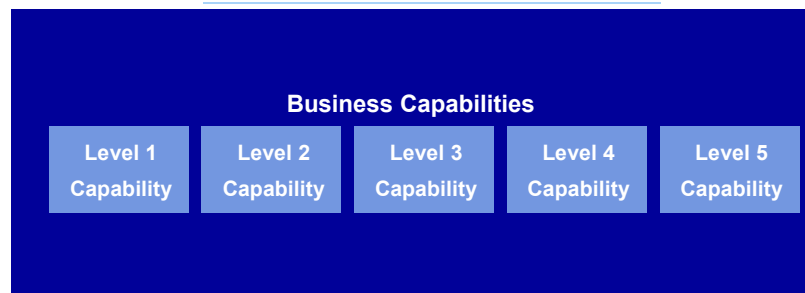 Business Capabilities
Level 1 Capability
Level 2 Capability
Level 3 Capability
Level 4 Capability
Level 5 Capability